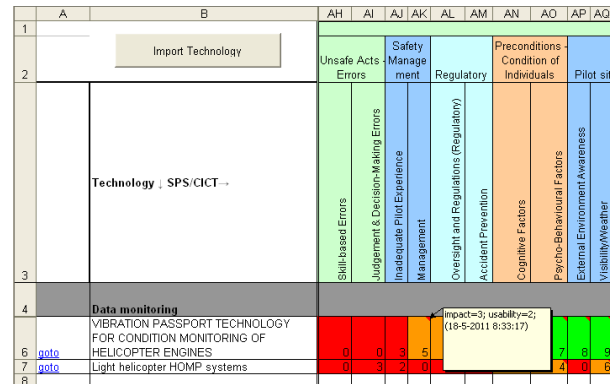 A B AH AI AJ AK AL AM AN AO AP AQ
1
Import Technology
2 Unsafe Acts - Errors Safety Manage ment Regulatory Preconditions - Condition of Individuals Pilot sit
3 Technology ↓ SPS/CICT→ Skill-based Errors Judgement & Decision-Making Errors Inadequate Pilot Experience Management Oversight and Regulations (Regulatory) Accident Prevention Cognitive Factors Psycho-Behavioural Factors External Environment Awareness Visibility/Weather
4 Data monitoring
impact=3; usability=2;
(18-5-2011 8:33:17)
VIBRATION PASSPORT TECHNOLOGY
FOR CONDITION MONITORING OF
6 goto HELICOPTER ENGINES 0 0 3 5 7 8 9
7 goto Light helicopter HOMP systems 0 3 2 0 4 0 6
8